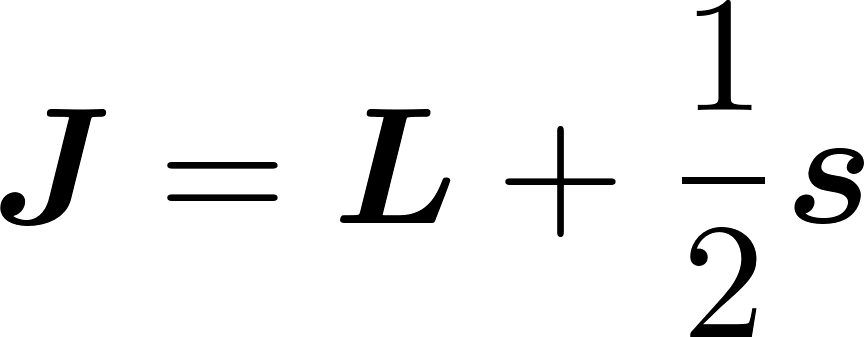 J = L + 1/2 s